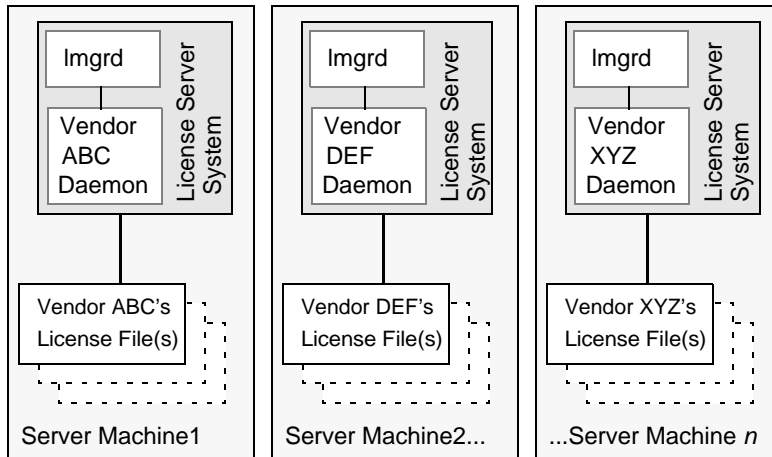 lmgrd
Vendor
ABC
Daemon
License Server
System
Vendor ABC's
License File(s)
Server Machine1
lmgrd
Vendor
DEF
Daemon
License Server
System
Vendor DEF's
License File(s)
Server Machine2...
lmgrd
Vendor
XYZ
Daemon
License Server
System
Vendor XYZ's
License File(s)
...Server Machine n